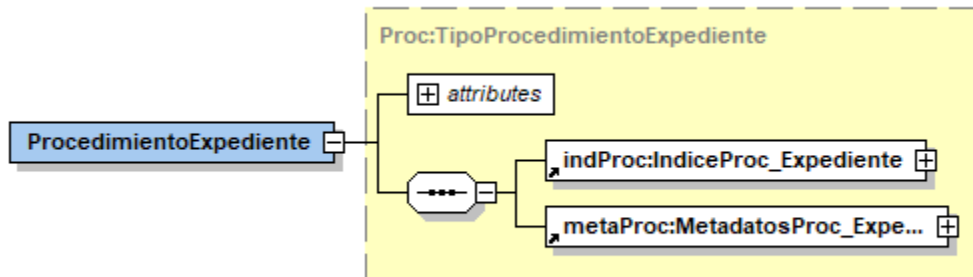 Proc:TipoProcedimientoExpediente
attributes
ProcedimientoExpediente
indProc:IndiceProc_Expediente
metaProc:MetadatosProc_Expe...